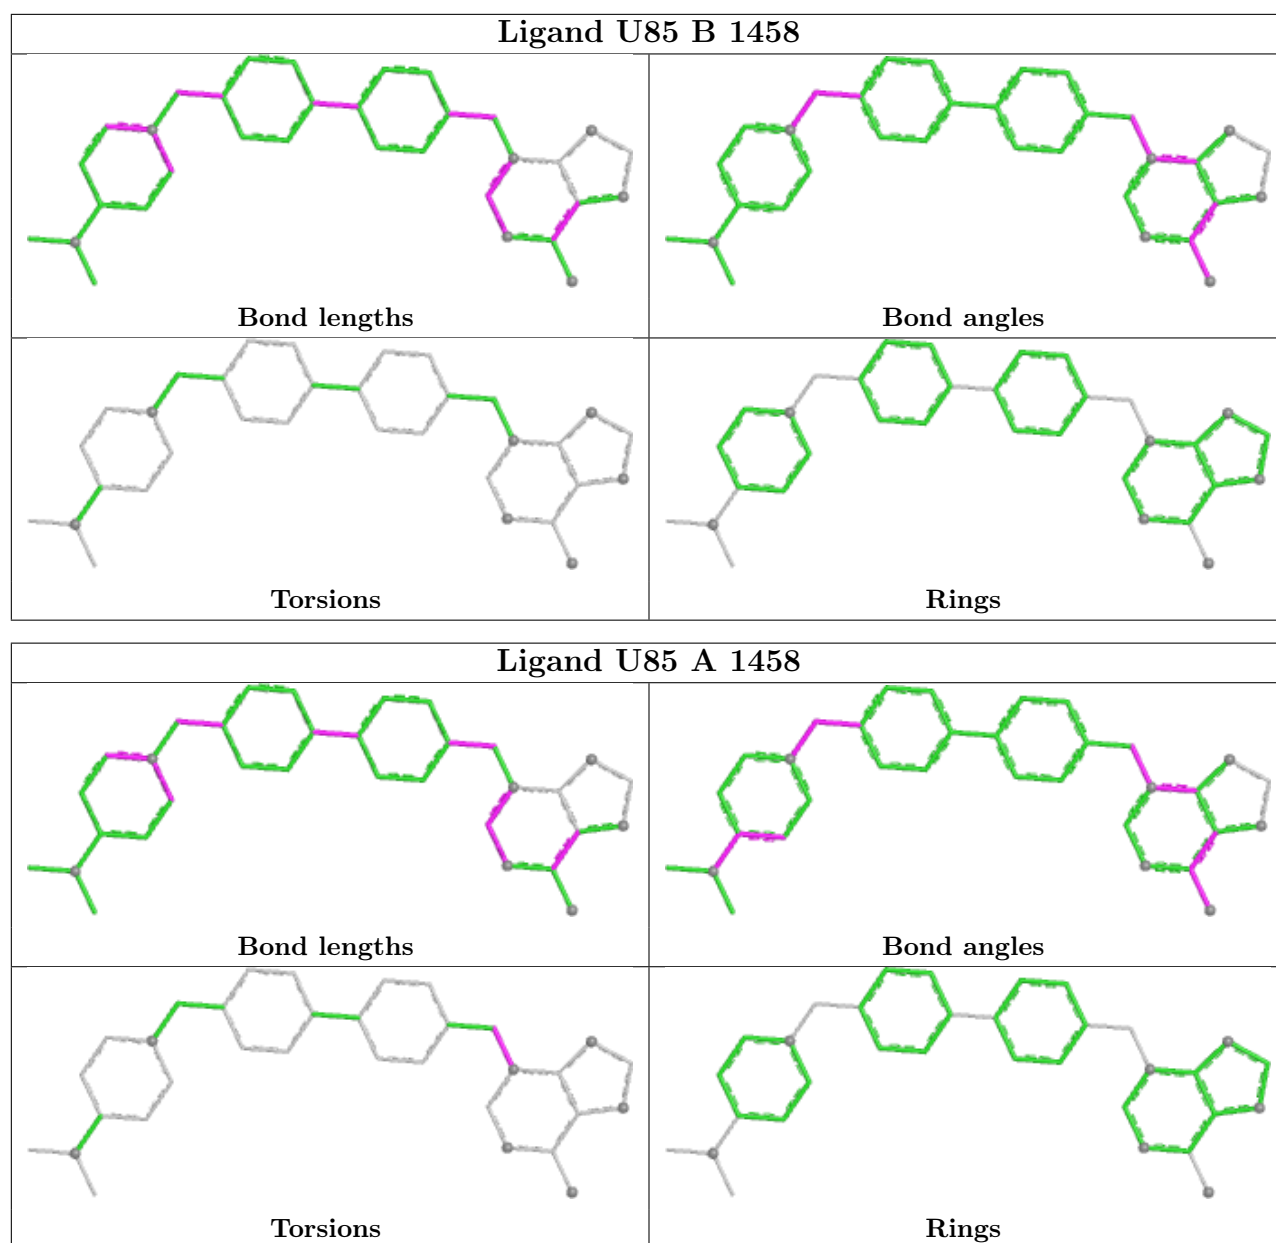 Ligand U85 B 1458
Bond lengths
Bond angles
Torsions
Rings
Ligand U85 A 1458
Bond lengths
Bond angles
Torsions
Rings